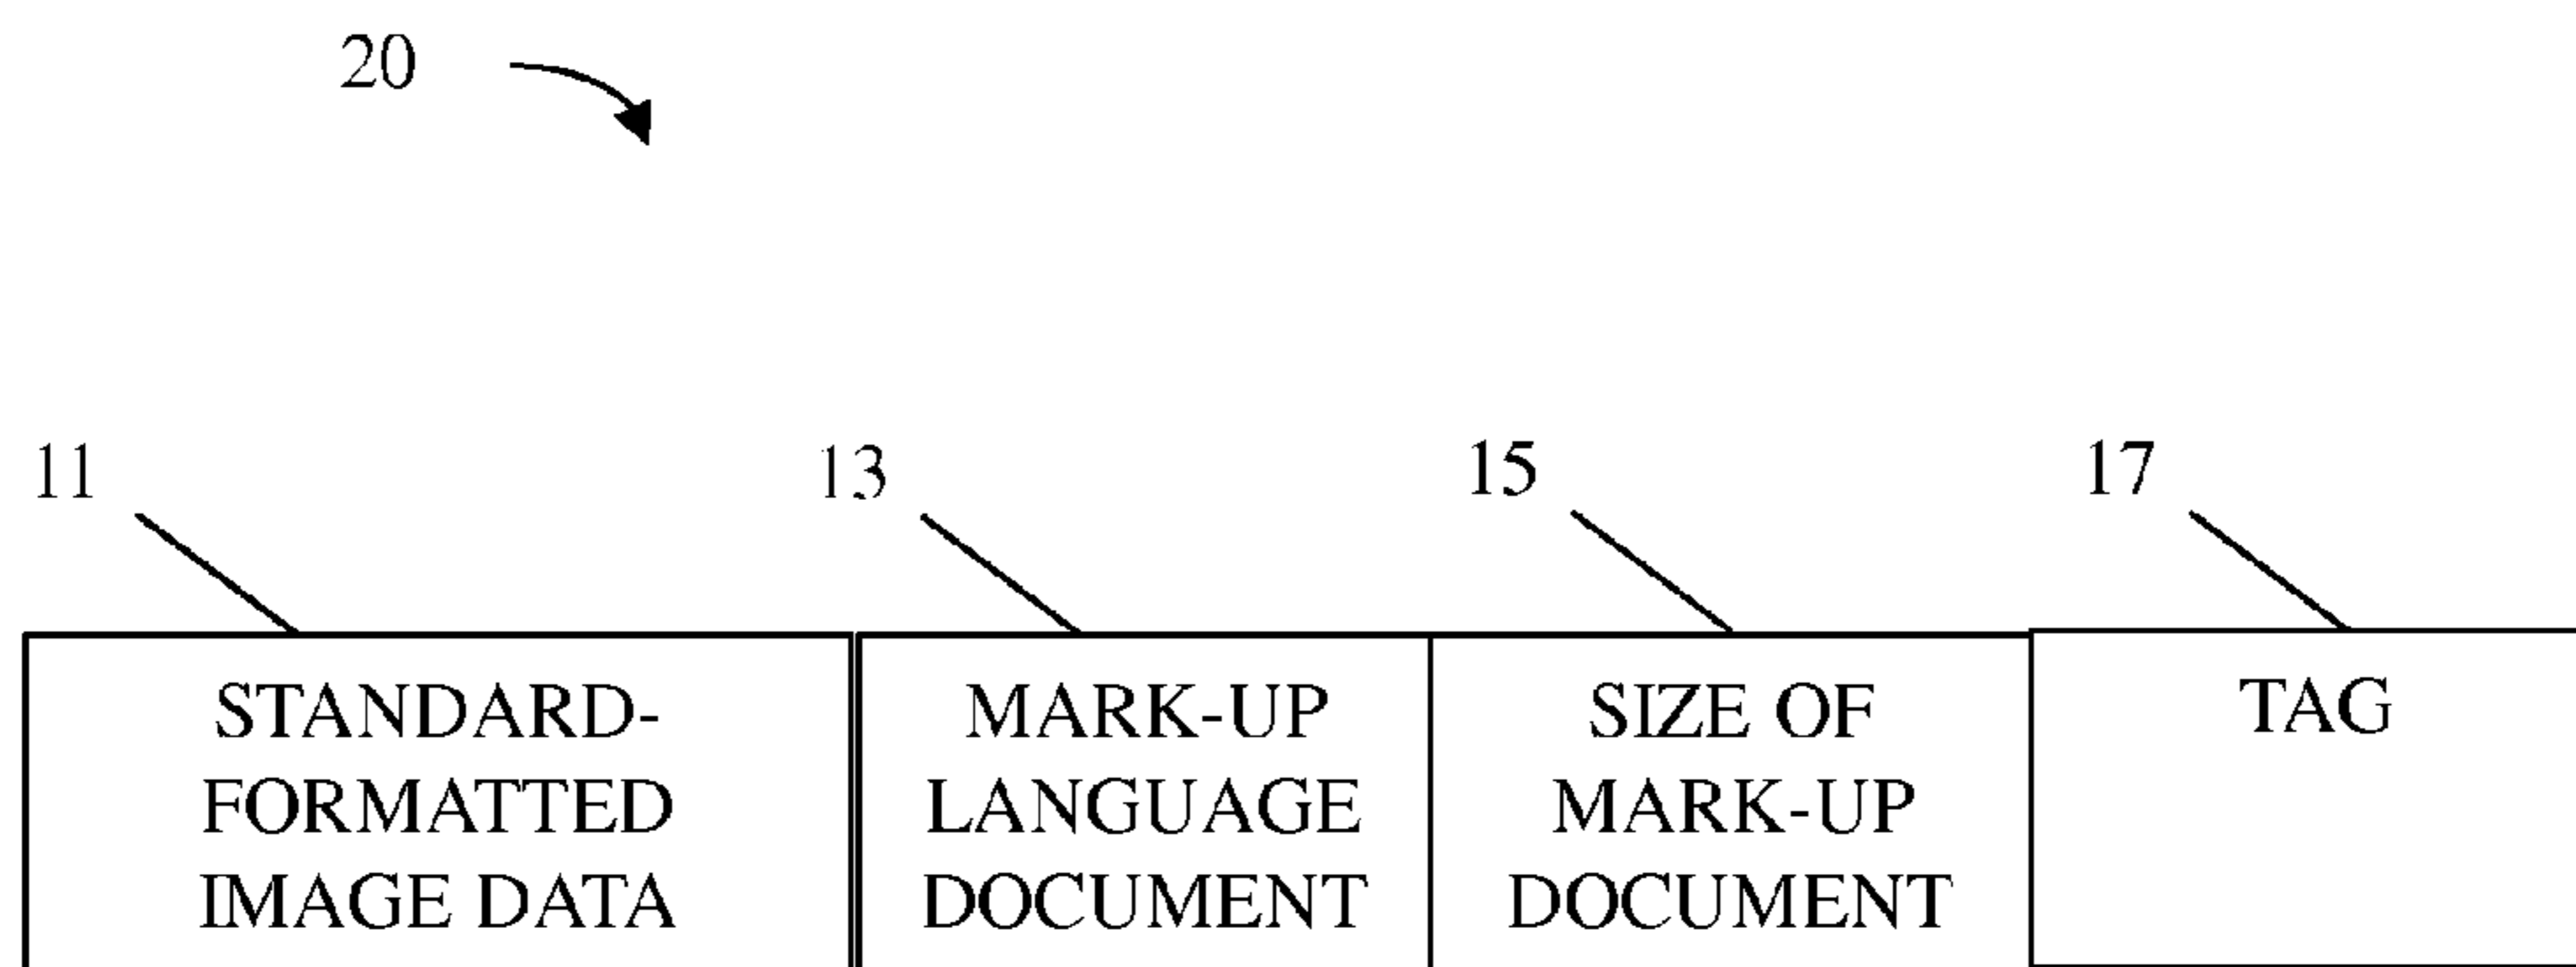 20
11
13
15
17
STANDARD-
FORMATTED
IMAGE DATA
MARK-UP
LANGUAGE
DOCUMENT
SIZE OF
MARK-UP
DOCUMENT
TAG